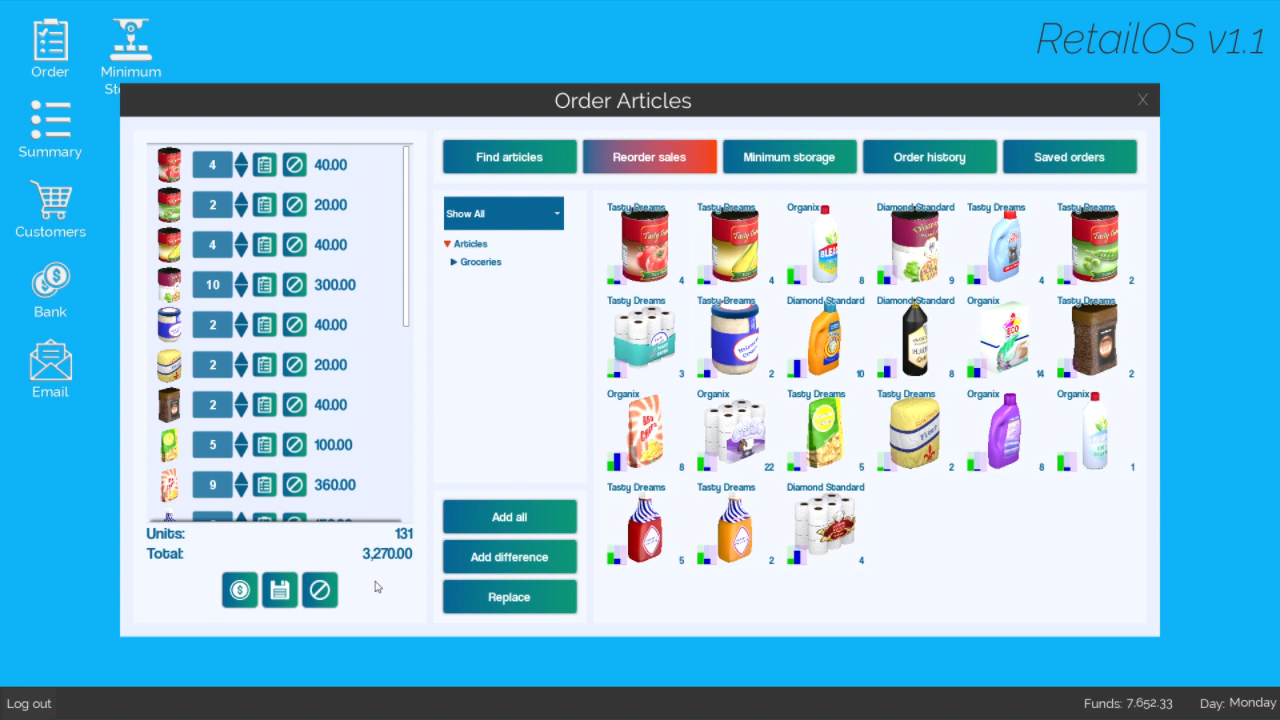 RetailOS v1.1
Order
Minimum
Summary
Customers
Bank
Email
Order Articles
X
4 40.00
2 20.00
4 40.00
10 300.00
2 40.00
2 20.00
2 40.00
5 100.00
9 360.00
Units: 131
Total: 3,270.00
Find articles
Reorder sales
Minimum storage
Order history
Saved orders
Show All
Articles
Groceries
Add all
Add difference
Replace
Tasty Dreams Tasty Dreams Organix Diamond Standard Tasty Dreams Tasty Dreams
4 4 8 9 4 2
Tasty Dreams Tasty Dreams Diamond Standard Diamond Standard Organix Tasty Dreams
ECO
3 2 10 8 14 2
Organix Organix Tasty Dreams Tasty Dreams Organix Organix
8 22 5 2 8 1
Tasty Dreams Tasty Dreams Diamond Standard
5 2 4
Log out
Funds: 7,652.33
Day: Monday